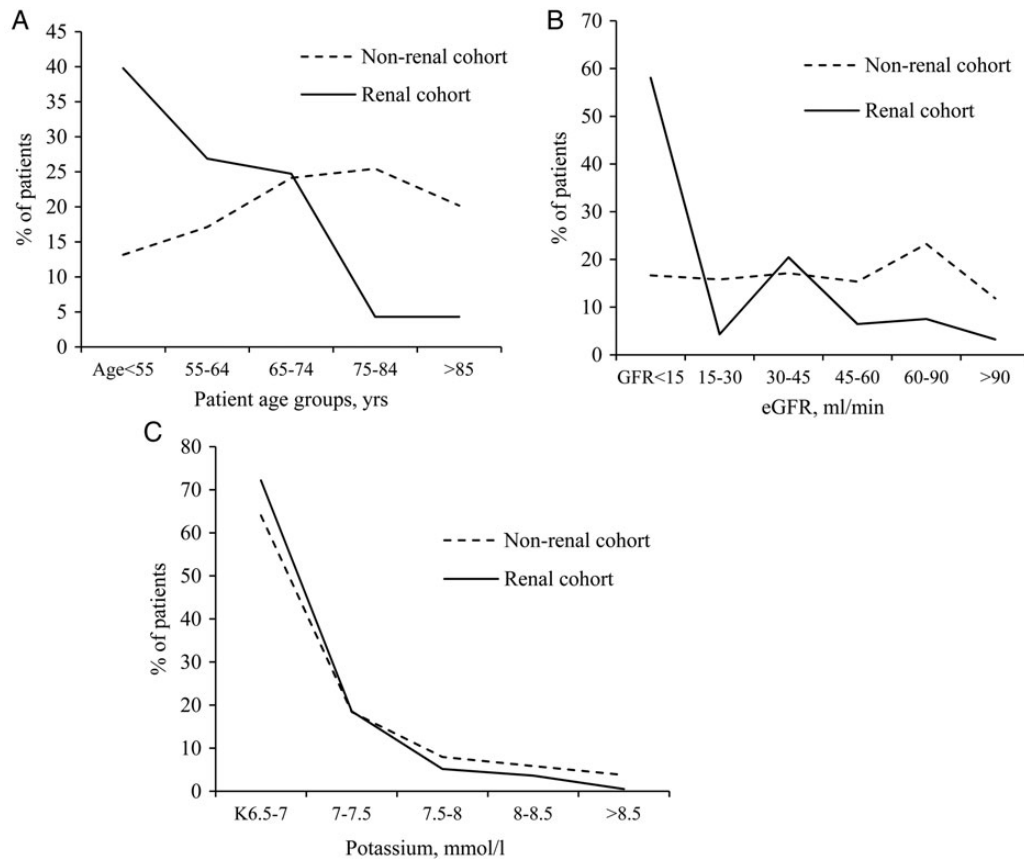 A
% of patients
50
45
40
35
30
25
20
15
10
5
0
Non-renal cohort
Renal cohort
Age<55 55-64 65-74 75-84 >85
Patient age groups, yrs
B
% of patients
70
60
50
40
30
20
10
0
Non-renal cohort
Renal cohort
GFR<15 15-30 30-45 45-60 60-90 >90
eGFR, ml/min
C
% of patients
80
70
60
50
40
30
20
10
0
Non-renal cohort
Renal cohort
K6.5-7 7-7.5 7.5-8 8-8.5 >8.5
Potassium, mmol/l